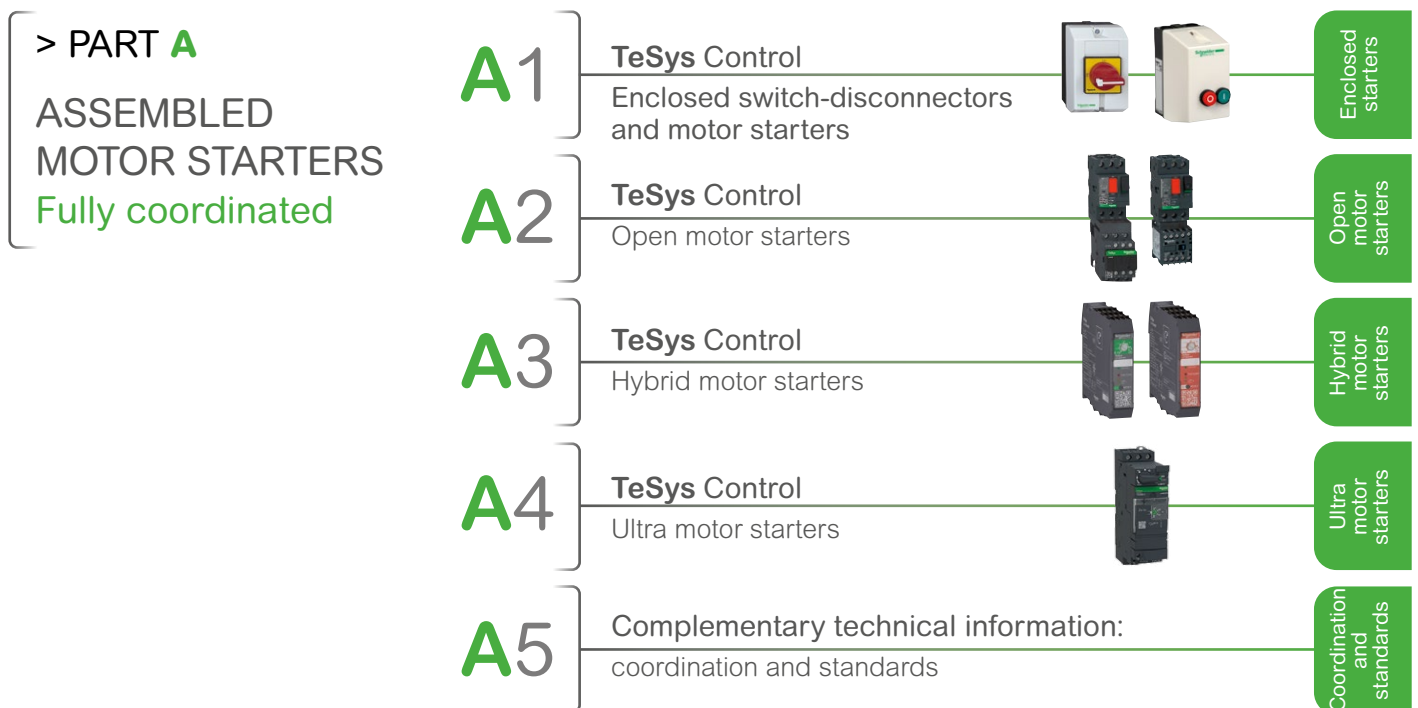 > PART A
ASSEMBLED
MOTOR STARTERS
Fully coordinated
A1
TeSys Control
Enclosed switch-disconnectors
and motor starters
Enclosed
starters
A2
TeSys Control
Open motor starters
Open
motor
starters
A3
TeSys Control
Hybrid motor starters
Hybrid
motor
starters
A4
TeSys Control
Ultra motor starters
Ultra
motor
starters
A5
Complementary technical information:
coordination and standards
Coordination
and
standards